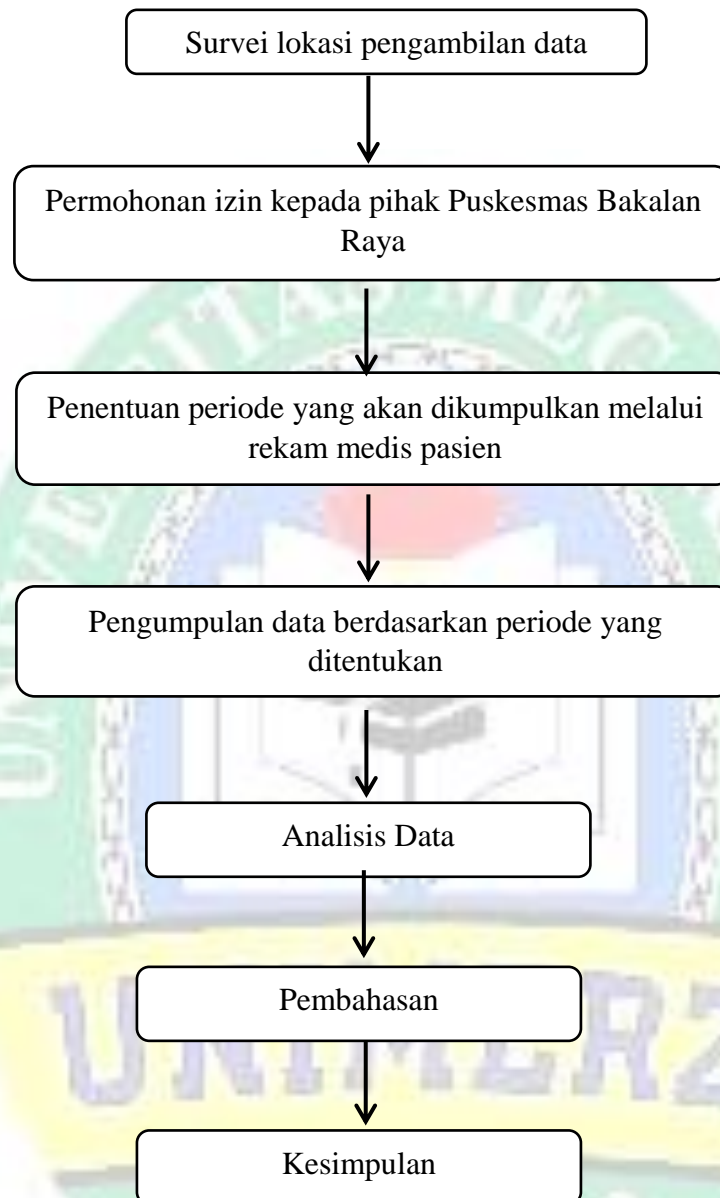 Survei lokasi pengambilan data
Permohonan izin kepada pihak Puskesmas Bakalan
Raya
Penentuan periode yang akan dikumpulkan melalui
rekam medis pasien
Pengumpulan data berdasarkan periode yang
ditentukan
Analisis Data
Pembahasan
UNIMERZ
Kesimpulan